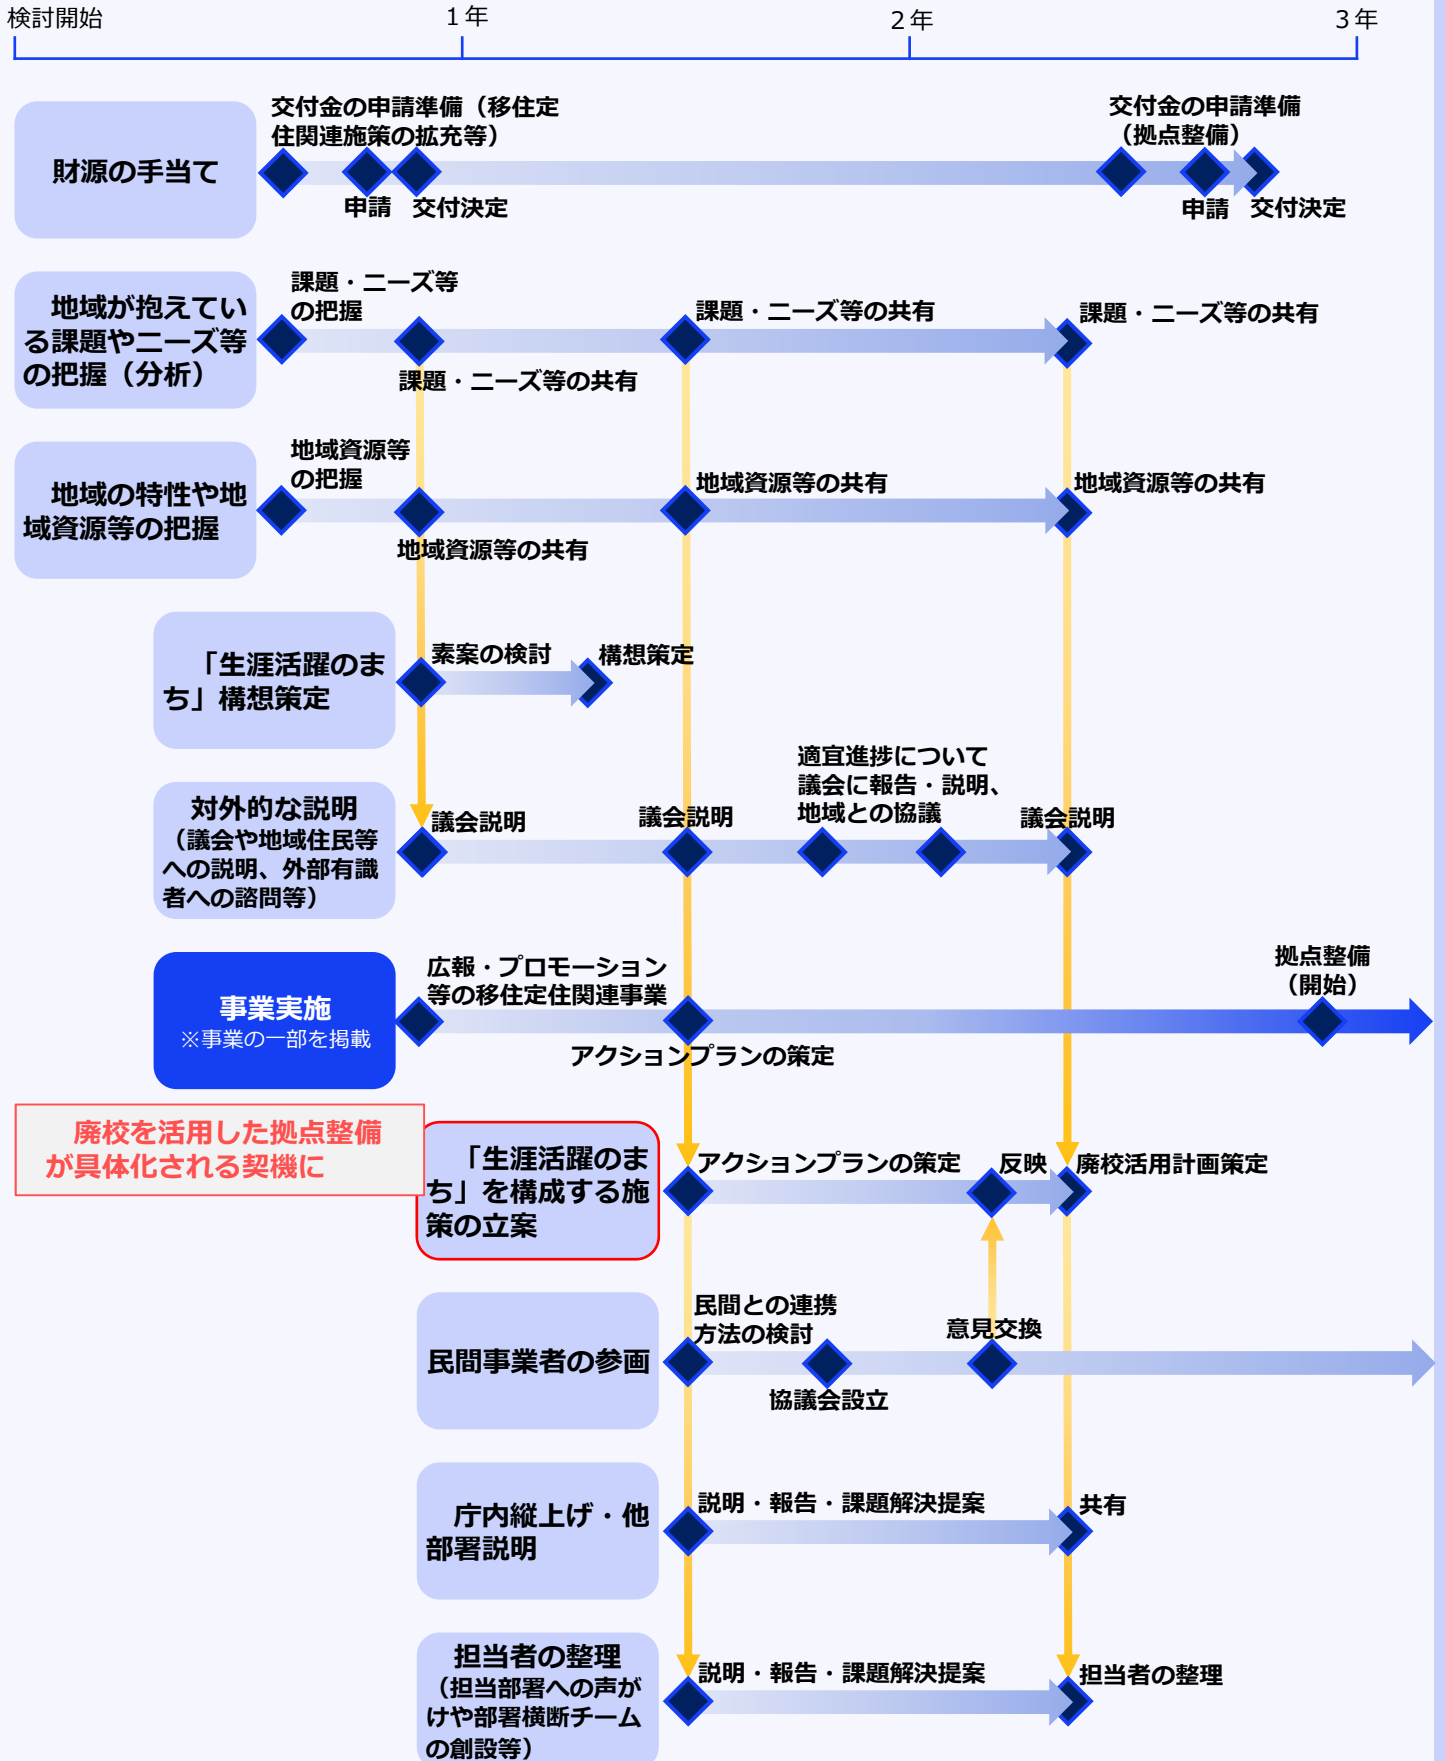 検討開始
１年
２年
３年
財源の手当て
交付金の申請準備（移住定
住関連施策の拡充等）
申請
交付決定
交付金の申請準備
（拠点整備）
申請
交付決定
地域が抱えてい
る課題やニーズ等
の把握（分析）
課題・ニーズ等
の把握
課題・ニーズ等の共有
課題・ニーズ等の共有
課題・ニーズ等の共有
地域の特性や地
域資源等の把握
地域資源等
の把握
地域資源等の共有
地域資源等の共有
地域資源等の共有
「生涯活躍のま
ち」構想策定
素案の検討
構想策定
対外的な説明
（議会や地域住民等
への説明、外部有識
者への諮問等）
議会説明
議会説明
適宜進捗について
議会に報告・説明、
地域との協議
議会説明
事業実施
※事業の一部を掲載
広報・プロモーション
等の移住定住関連事業
アクションプランの策定
拠点整備
（開始）
廃校を活用した拠点整備
が具体化される契機に
「生涯活躍のま
ち」を構成する施
策の立案
アクションプランの策定
反映
廃校活用計画策定
民間事業者の参画
民間との連携
方法の検討
協議会設立
意見交換
庁内縦上げ・他
部署説明
説明・報告・課題解決提案
共有
担当者の整理
（担当部署への声が
けや部署横断チーム
の創設等）
説明・報告・課題解決提案
担当者の整理